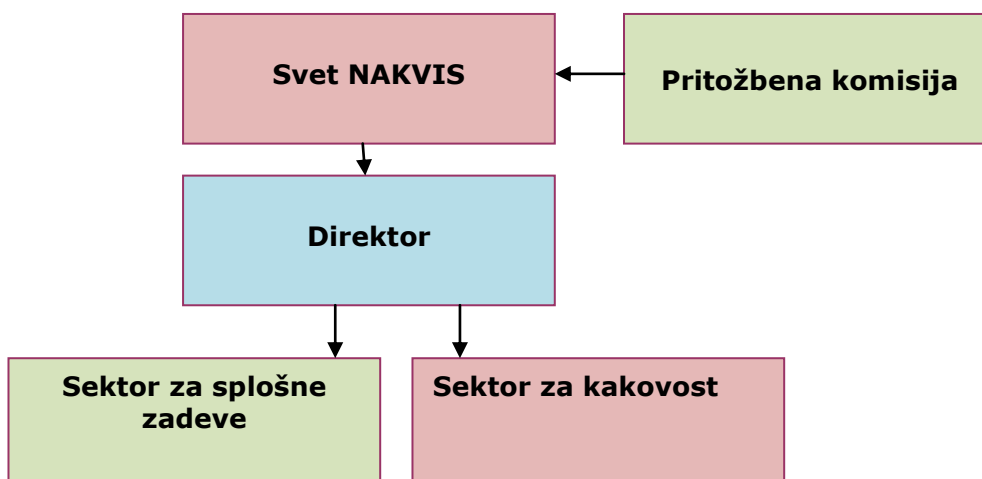 Svet NAKVIS
Pritožbena komisija
Direktor
Sektor za splošne
zadeve
Sektor za kakovost